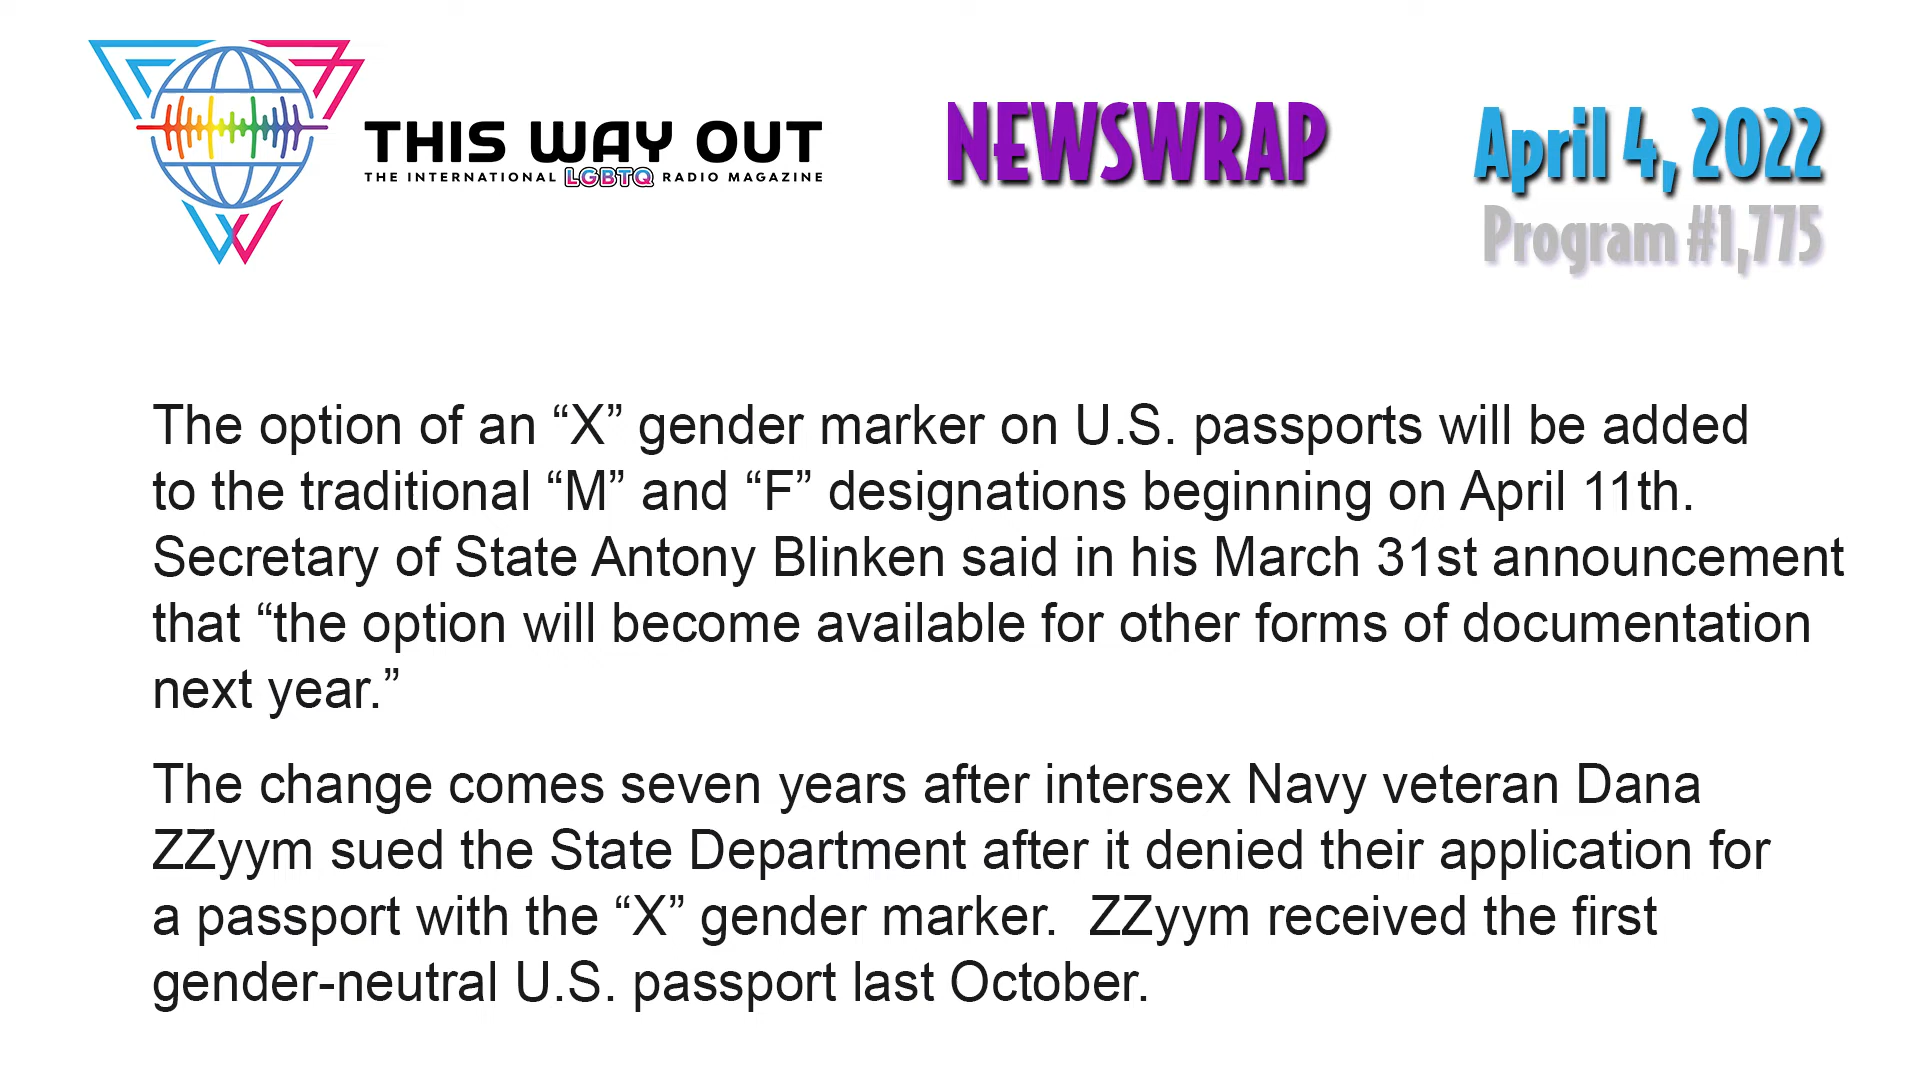 THIS WAY OUT
THE INTERNATIONAL LGBTQ RADIO MAGAZINE
NEWSWRAP
April 4, 2022
Program #1,775
The option of an “X” gender marker on U.S. passports will be added
to the traditional “M” and “F” designations beginning on April 11th.
Secretary of State Antony Blinken said in his March 31st announcement
that “the option will become available for other forms of documentation
next year.”
The change comes seven years after intersex Navy veteran Dana
ZZyym sued the State Department after it denied their application for
a passport with the “X” gender marker.  ZZyym received the first
gender-neutral U.S. passport last October.